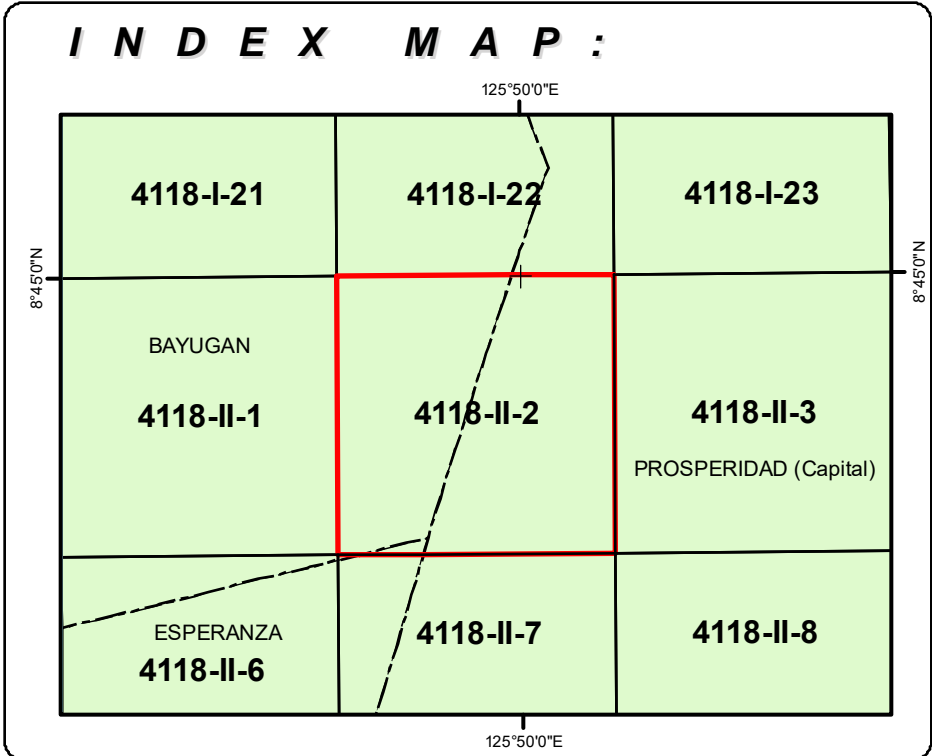 INDEX MAP:
125°50'0"E
4118-I-21
4118-I-22
4118-I-23
8°45'0"N
8°45'0"N
BAYUGAN
4118-II-1
4118-II-2
4118-II-3
PROSPERIDAD (Capital)
ESPERANZA
4118-II-6
4118-II-7
4118-II-8
125°50'0"E